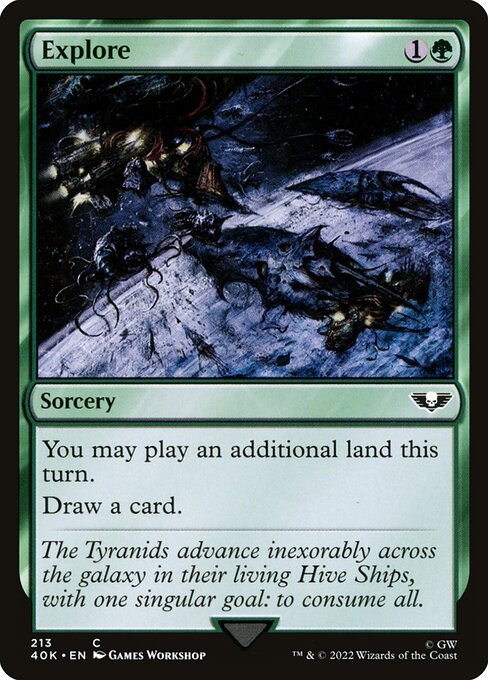 Explore 1
Sorcery
You may play an additional land this
turn.
Draw a card.
The Tyranids advance inexorably across
the galaxy in their living Hive Ships,
with one singular goal: to consume all.
213 C © GW
40K • EN Games Workshop ™ & © 2022 Wizards of the Coast